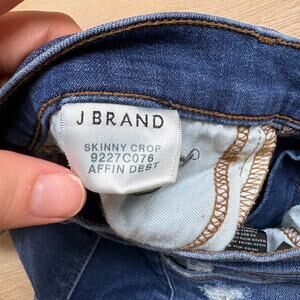 J BRAND
SKINNY CROP
9227C076
AFFIN DEST